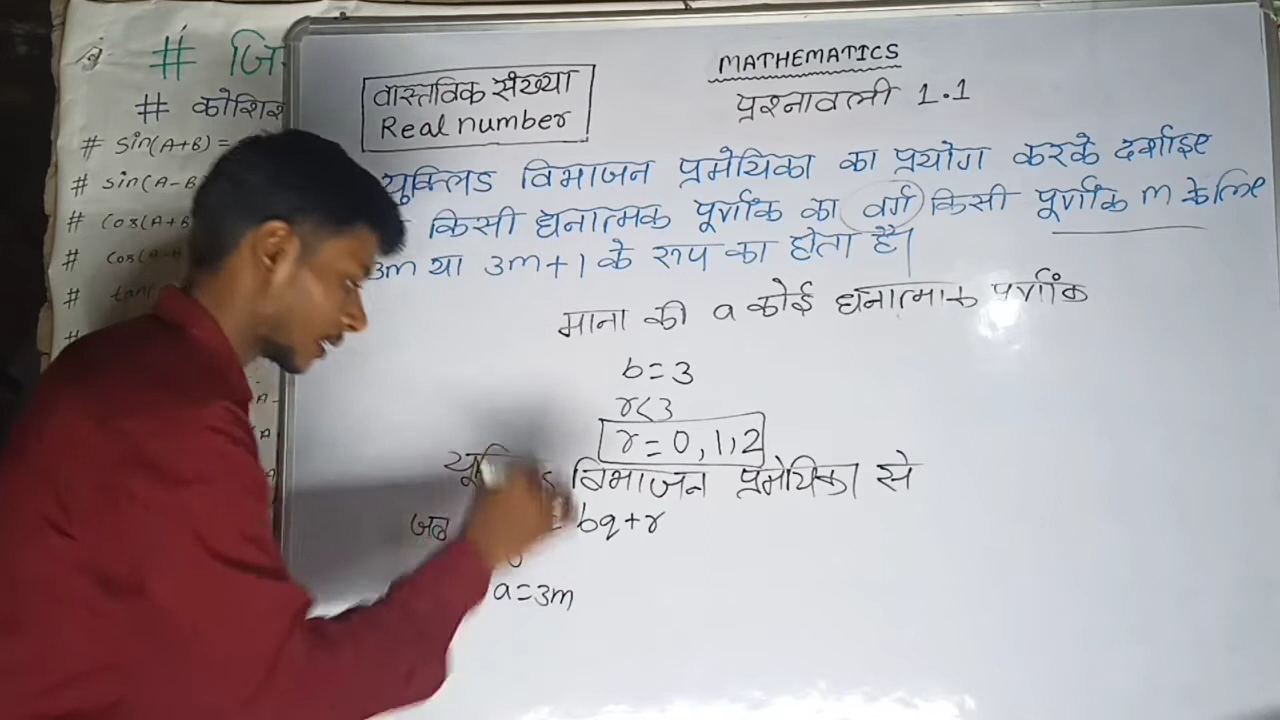 # जि
# कोशिश
# sin(A+B) =
# sin(A-B)
# cos(A+B
# cos(A-B
# tan(
#
MATHEMATICS
वास्तविक संख्या
Real number
प्रश्नावली 1.1
यूक्लिड विभाजन प्रमेयिका का प्रयोग करके दर्शाइए
किसी धनात्मक पूर्णांक का वर्ग किसी पूर्णांक m के लिए
3m या 3m+1 के रूप का होता है।
माना की a कोई धनात्मक पूर्णांक
b=3
r<3
r=0,1,2
विभाजन प्रमेयिका से
जब = bq+r
a=3m